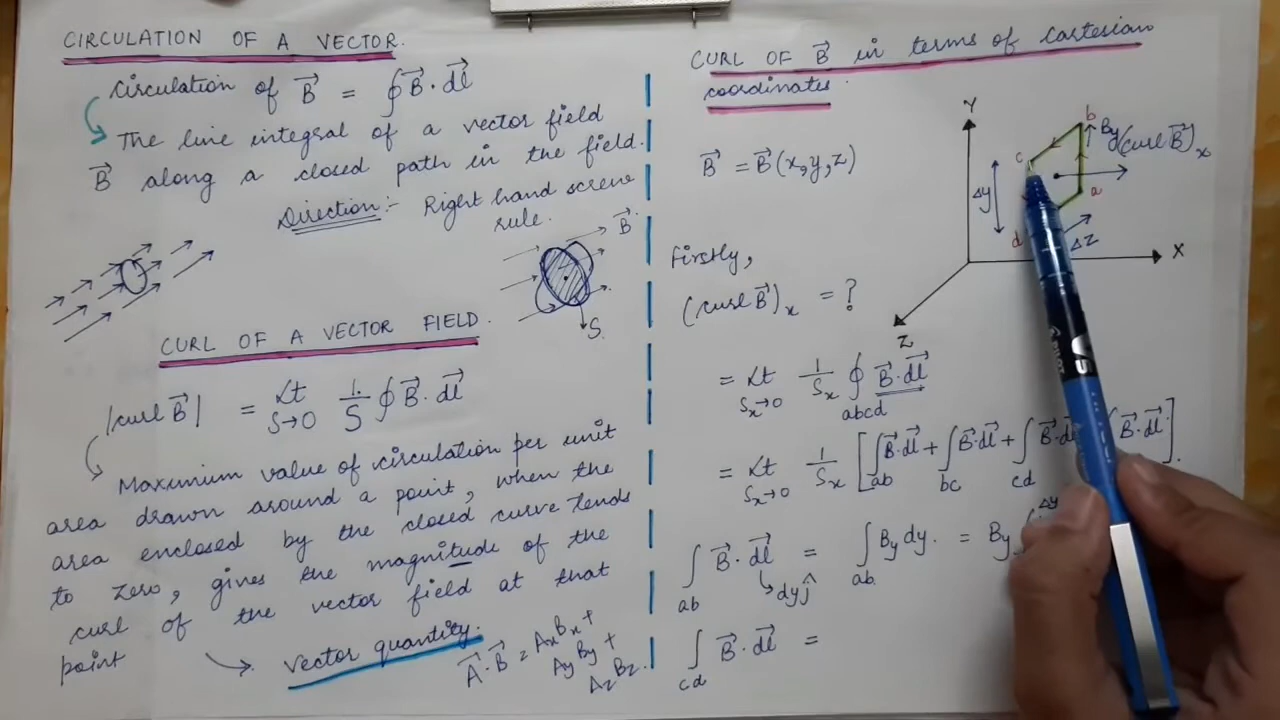 CIRCULATION OF A VECTOR.
Circulation of B⃗ = ∮B⃗·dl⃗
The line integral of a vector field
B⃗ along a closed path in the field.
Direction:- Right hand screw
rule.
B⃗
S
CURL OF A VECTOR FIELD.
|curl B⃗| = Lt S→0 1/S ∮B⃗·dl⃗
Maximum value of circulation per unit
area drawn around a point, when the
area enclosed by the closed curve tends
to zero, gives the magnitude of the
curl of the vector field at that
point
vector quantity.
A⃗·B⃗ = AxBx +
AyBy +
AzBz.
CURL OF B⃗ in terms of Cartesian
coordinates.
B⃗ = B⃗(x,y,z)
Y
b
By
(curl B⃗)x
c
Δy
a
d
Δz
X
Z
Firstly,
(curl B⃗)x = ?
= Lt Sx→0 1/Sx ∮abcd B⃗·dl⃗
= Lt Sx→0 1/Sx [∫ab B⃗·dl⃗ + ∫bc B⃗·dl⃗ + ∫cd B⃗·dl⃗ B⃗·dl⃗].
∫ab B⃗·dl⃗ = ∫ab By dy. = By ∫ Δy
dyĵ
∫cd B⃗·dl⃗ =